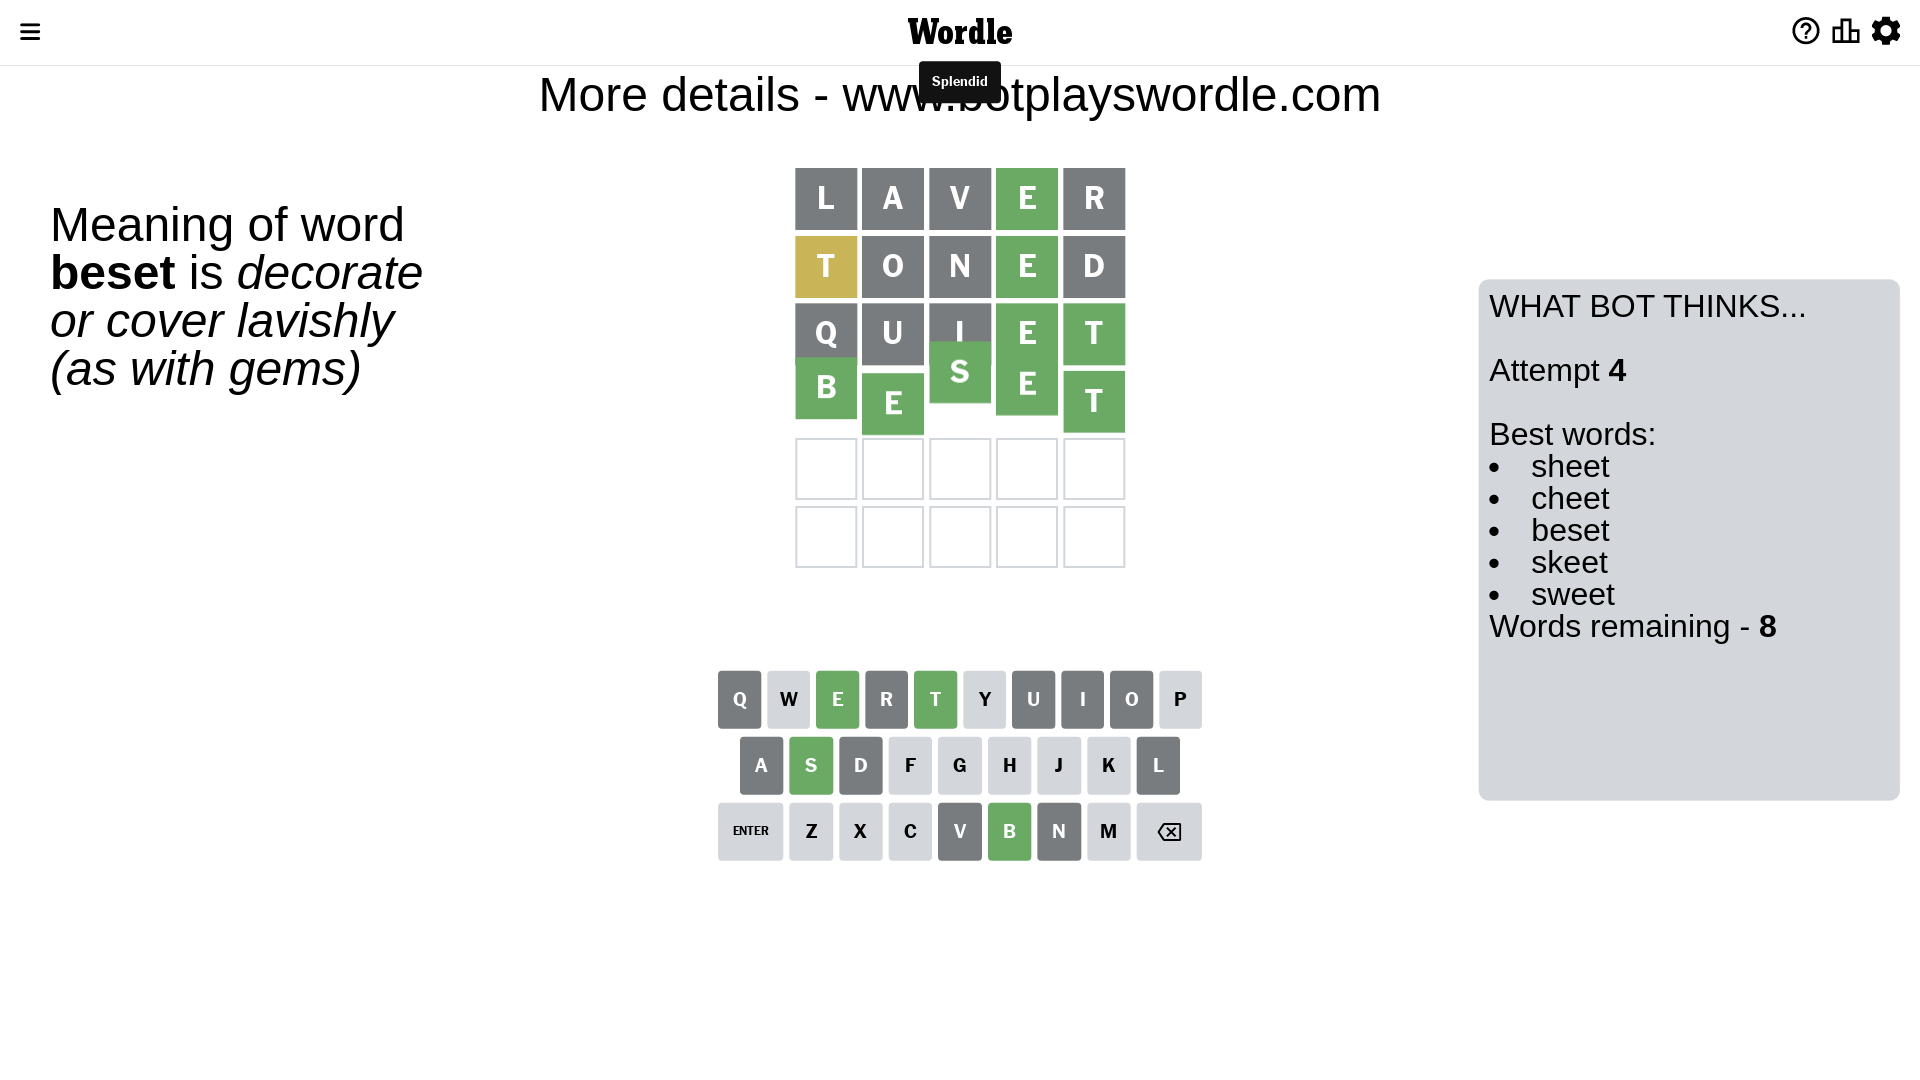 Wordle
Splendid
More details - www.botplayswordle.com
Meaning of word
beset is decorate
or cover lavishly
(as with gems)
L A V E R
T O N E D
Q U I E T
B E S E T
WHAT BOT THINKS...
Attempt 4
Best words:
• sheet
• cheet
• beset
• skeet
• sweet
Words remaining - 8
Q W E R T Y U I O P
A S D F G H J K L
ENTER Z X C V B N M